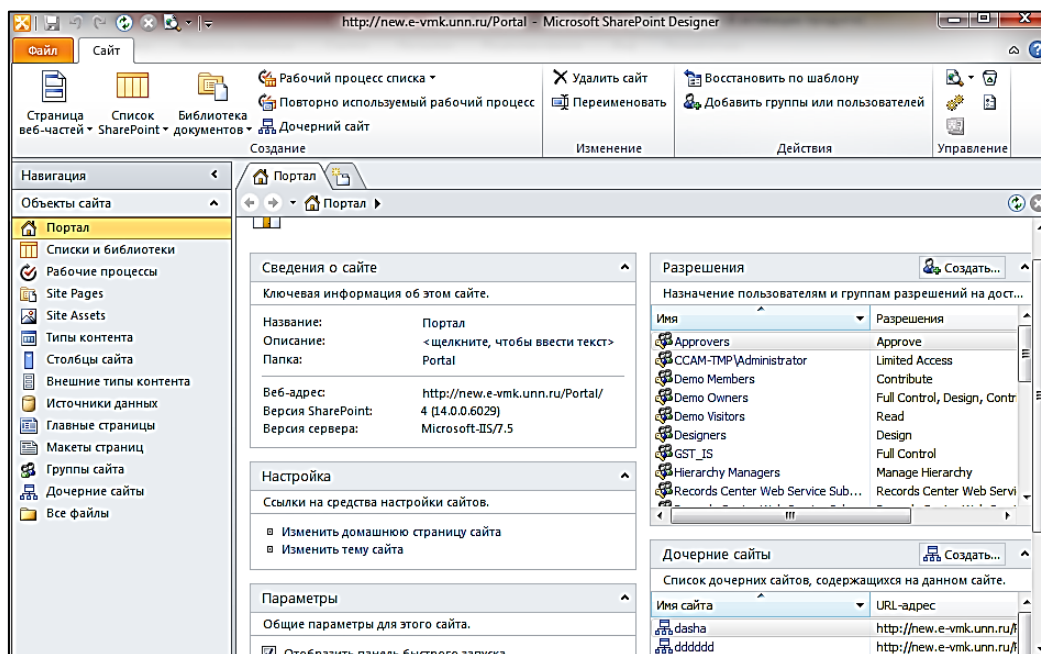 http://new.e-vmk.unn.ru/Portal - Microsoft SharePoint Designer
Файл Сайт
Страница веб-частей
Список SharePoint
Библиотека документов
Рабочий процесс списка
Повторно используемый рабочий процесс
Дочерний сайт
Создание
Удалить сайт
Переименовать
Изменение
Восстановить по шаблону
Добавить группы или пользователей
Действия
Управление
Навигация
Объекты сайта
Портал
Списки и библиотеки
Рабочие процессы
Site Pages
Site Assets
Типы контента
Столбцы сайта
Внешние типы контента
Источники данных
Главные страницы
Макеты страниц
Группы сайта
Дочерние сайты
Все файлы
Портал
Портал
Сведения о сайте
Ключевая информация об этом сайте.
Название: Портал
Описание: <щелкните, чтобы ввести текст>
Папка: Portal
Веб-адрес: http://new.e-vmk.unn.ru/Portal/
Версия SharePoint: 4 (14.0.0.6029)
Версия сервера: Microsoft-IIS/7.5
Настройка
Ссылки на средства настройки сайтов.
Изменить домашнюю страницу сайта
Изменить тему сайта
Параметры
Общие параметры для этого сайта.
Отобразить панель быстрого запуска
Разрешения Создать...
Назначение пользователям и группам разрешений на дост...
Имя Разрешения
Approvers Approve
CCAM-TMP\Administrator Limited Access
Demo Members Contribute
Demo Owners Full Control, Design, Contr
Demo Visitors Read
Designers Design
GST_IS Full Control
Hierarchy Managers Manage Hierarchy
Records Center Web Service Sub... Records Center Web Servi
Дочерние сайты Создать...
Список дочерних сайтов, содержащихся на данном сайте.
Имя сайта URL-адрес
dasha http://new.e-vmk.unn.ru/
dddddd http://new.e-vmk.unn.ru/